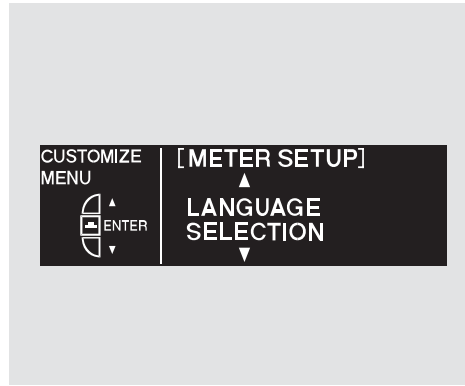 CUSTOMIZE
MENU
ENTER
[METER SETUP]
LANGUAGE
SELECTION